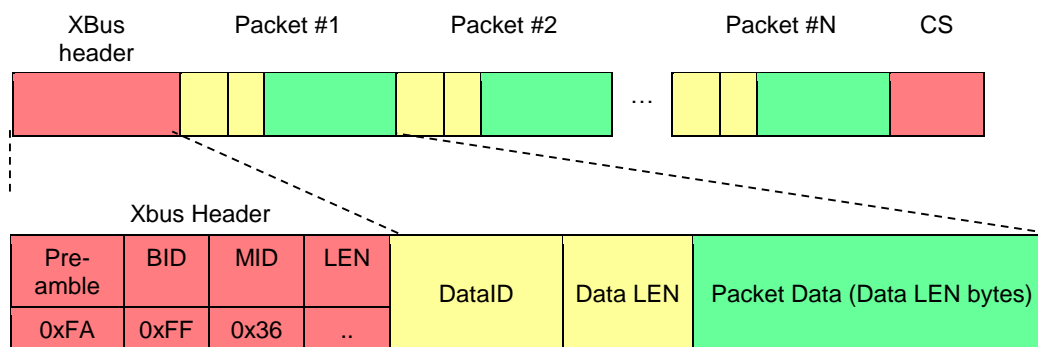 XBus header Packet #1 Packet #2 Packet #N CS
...
Xbus Header
Pre-amble BID MID LEN DataID Data LEN Packet Data (Data LEN bytes)
0xFA 0xFF 0x36 ..